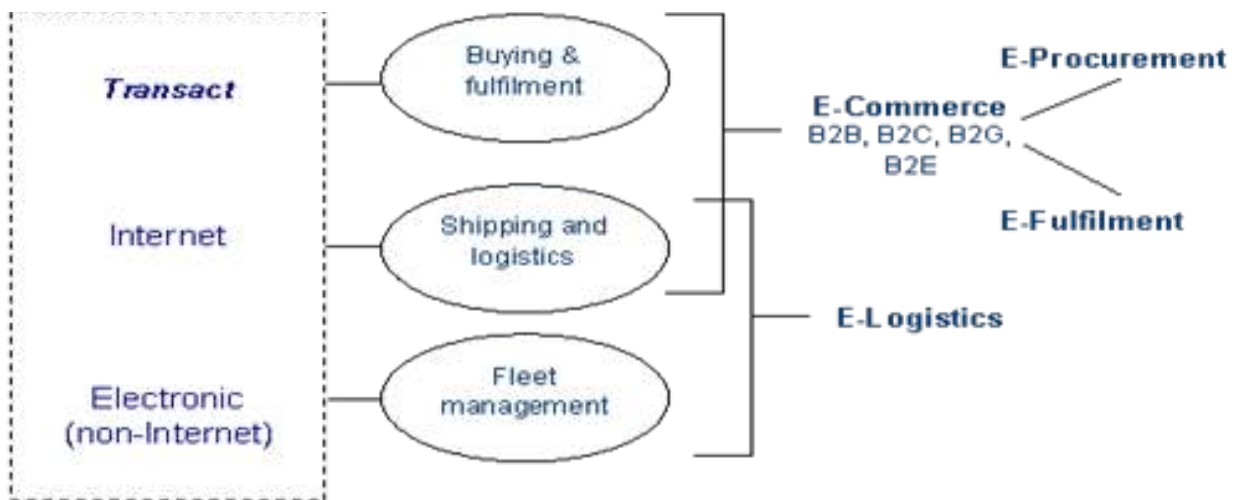 Transact
Internet
Electronic
(non-Internet)
Buying &
fulfilment
Shipping and
logistics
Fleet
management
E-Commerce
B2B, B2C, B2G,
B2E
E-Logistics
E-Procurement
E-Fulfilment